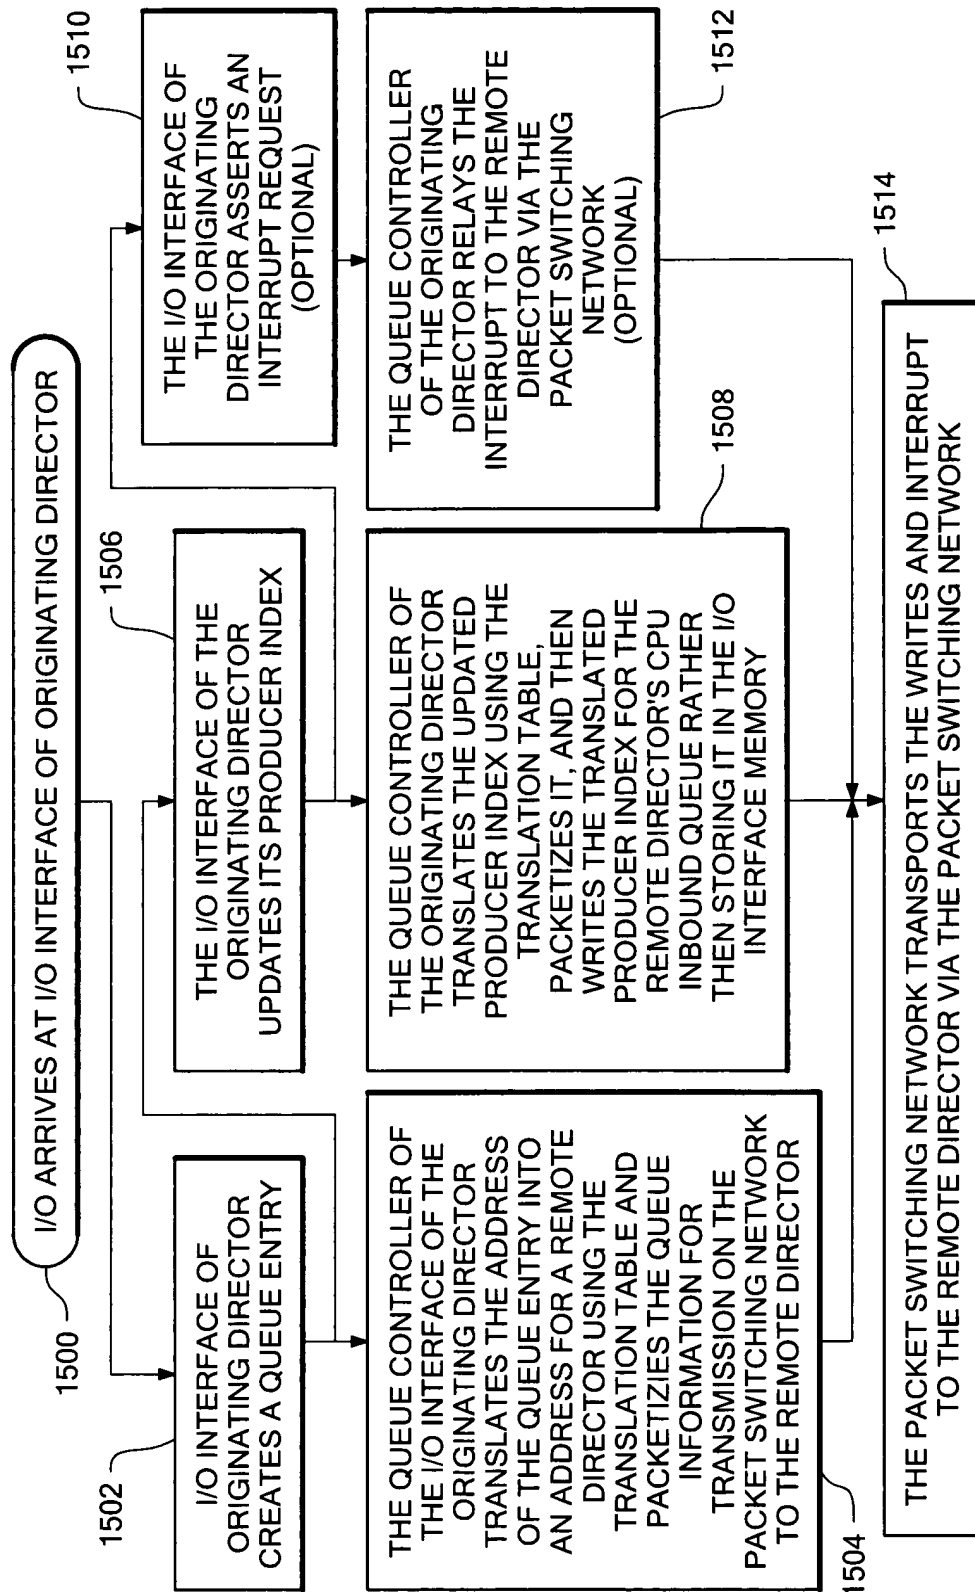 I/O ARRIVES AT I/O INTERFACE OF ORIGINATING DIRECTOR
1500
I/O INTERFACE OF
ORIGINATING DIRECTOR
CREATES A QUEUE ENTRY
1502
THE QUEUE CONTROLLER OF
THE I/O INTERFACE OF THE
ORIGINATING DIRECTOR
TRANSLATES THE ADDRESS
OF THE QUEUE ENTRY INTO
AN ADDRESS FOR A REMOTE
DIRECTOR USING THE
TRANSLATION TABLE AND
PACKETIZES THE QUEUE
INFORMATION FOR
TRANSMISSION ON THE
PACKET SWITCHING NETWORK
TO THE REMOTE DIRECTOR
1504
THE I/O INTERFACE OF THE
ORIGINATING DIRECTOR
UPDATES ITS PRODUCER INDEX
1506
THE QUEUE CONTROLLER OF
THE ORIGINATING DIRECTOR
TRANSLATES THE UPDATED
PRODUCER INDEX USING THE
TRANSLATION TABLE,
PACKETIZES IT, AND THEN
WRITES THE TRANSLATED
PRODUCER INDEX FOR THE
REMOTE DIRECTOR'S CPU
INBOUND QUEUE RATHER
THEN STORING IT IN THE I/O
INTERFACE MEMORY
1508
THE I/O INTERFACE OF
THE ORIGINATING
DIRECTOR ASSERTS AN
INTERRUPT REQUEST
(OPTIONAL)
1510
THE QUEUE CONTROLLER
OF THE ORIGINATING
DIRECTOR RELAYS THE
INTERRUPT TO THE REMOTE
DIRECTOR VIA THE
PACKET SWITCHING
NETWORK
(OPTIONAL)
1512
THE PACKET SWITCHING NETWORK TRANSPORTS THE WRITES AND INTERRUPT
TO THE REMOTE DIRECTOR VIA THE PACKET SWITCHING NETWORK
1514